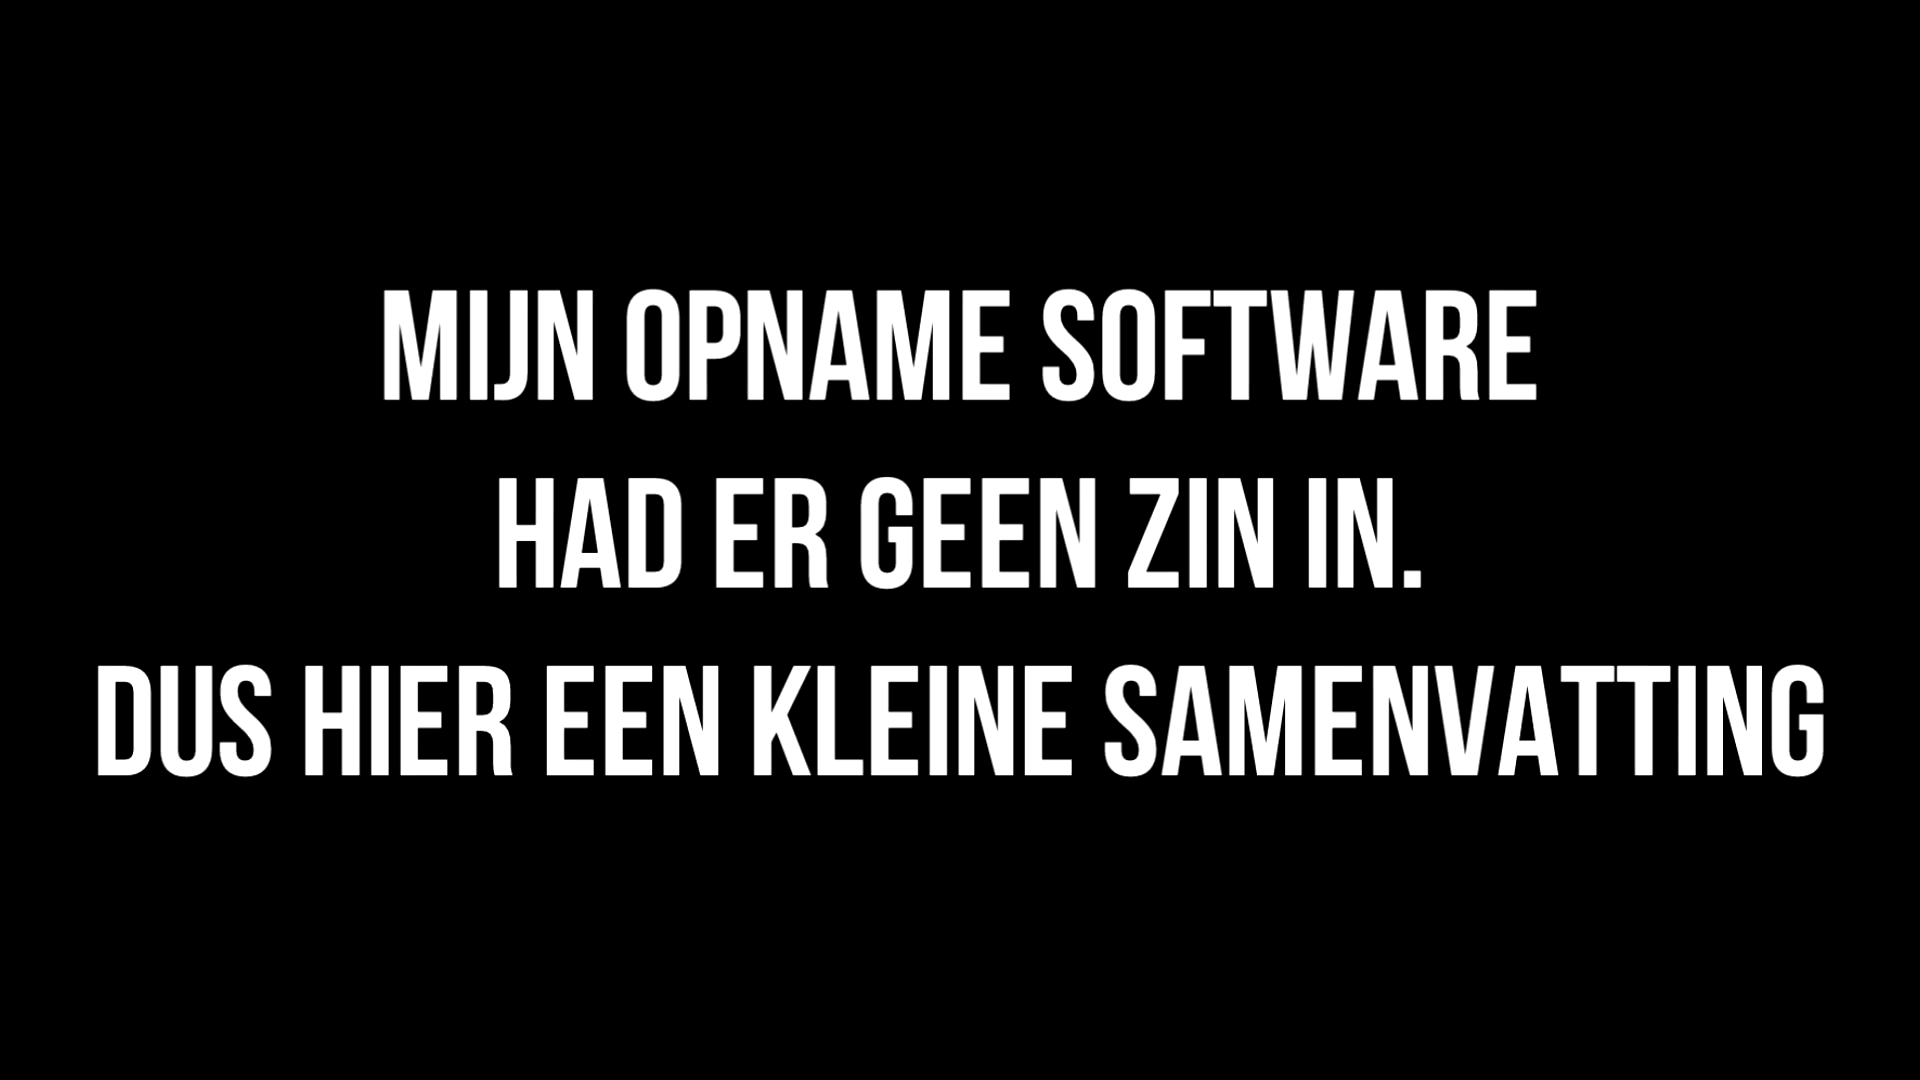 MIJN OPNAME SOFTWARE
HAD ER GEEN ZIN IN.
DUS HIER EEN KLEINE SAMENVATTING